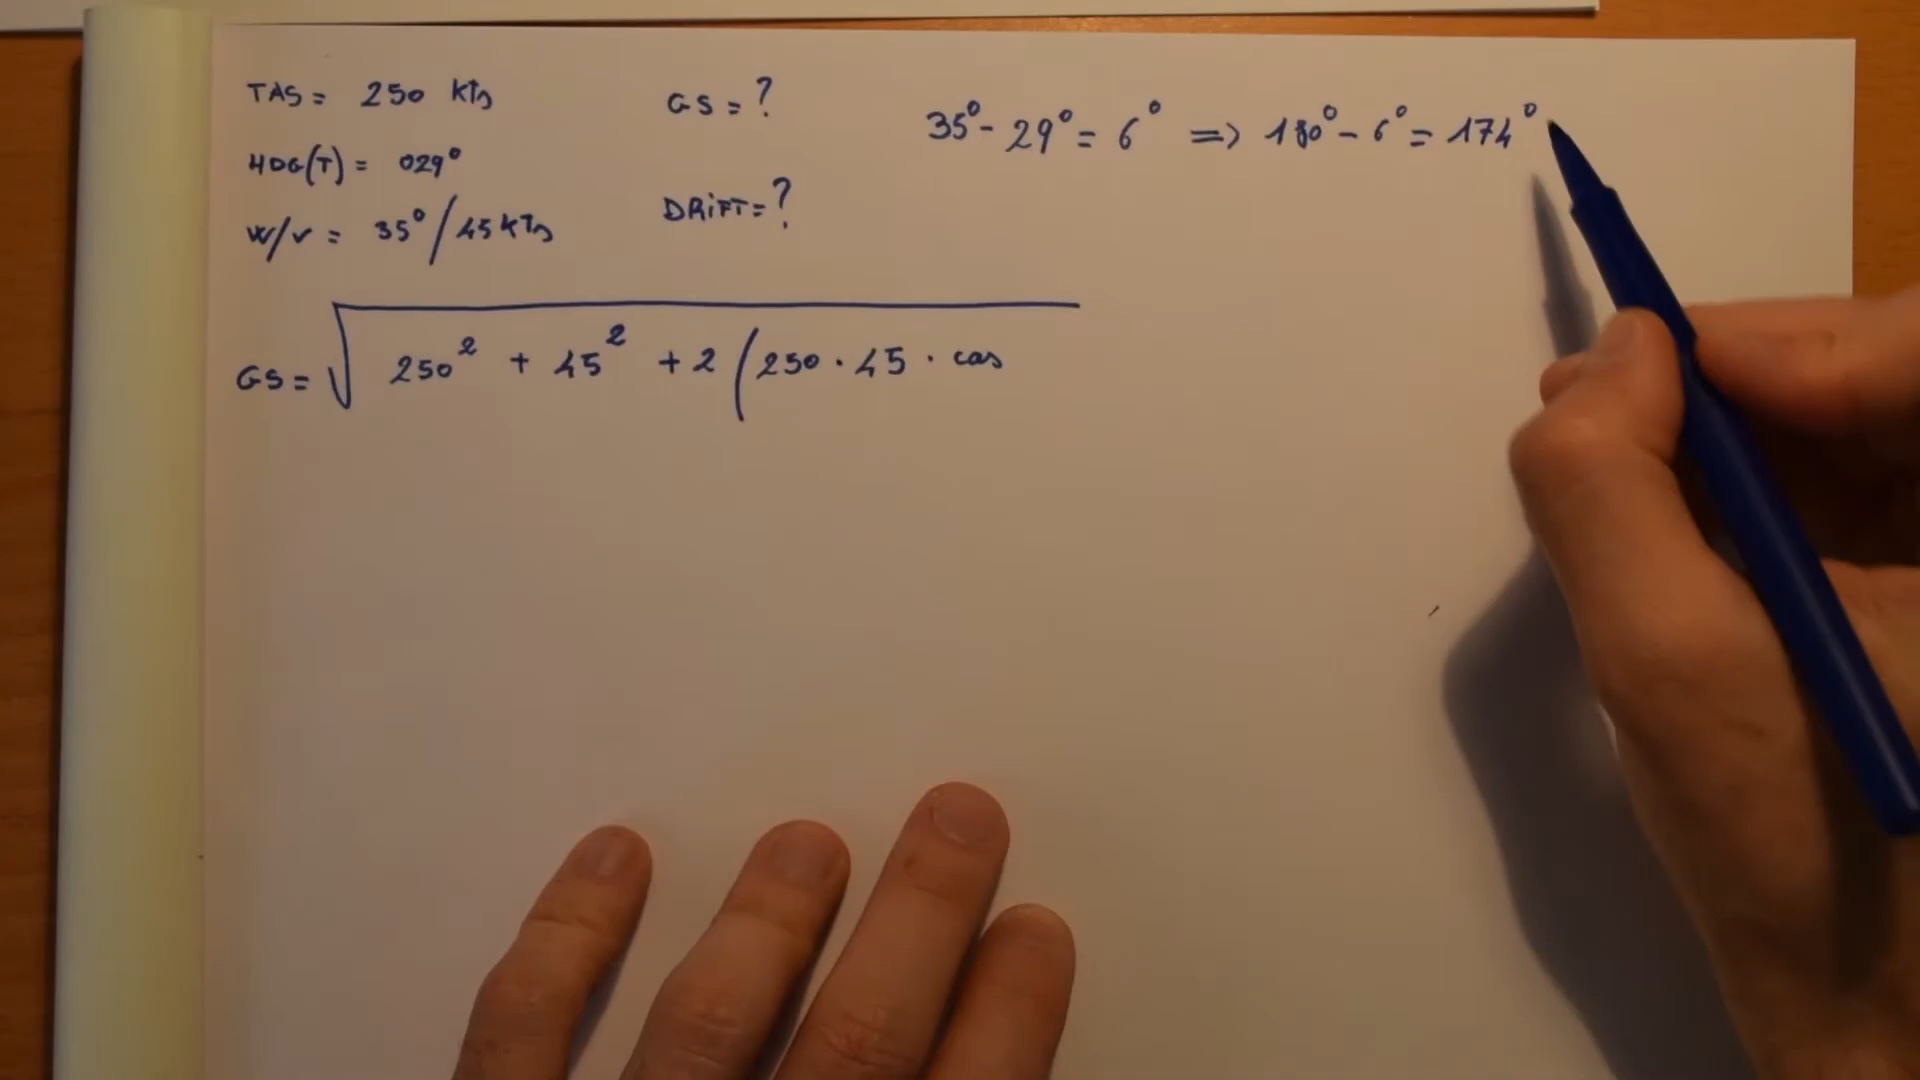 TAS = 250 kts
HDG(T) = 029°
W/V = 35°/45 kts
GS = ?
DRiFT = ?
35° - 29° = 6° => 180° - 6° = 174°
GS = √250² + 45² + 2 (250 · 45 · cos